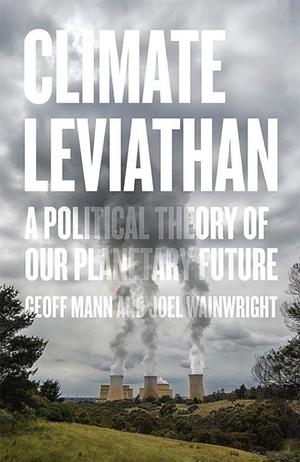 CLIMATE
LEVIATHAN
A POLITICAL THEORY OF
OUR PLANETARY FUTURE
GEOFF MANN AND JOEL WAINWRIGHT